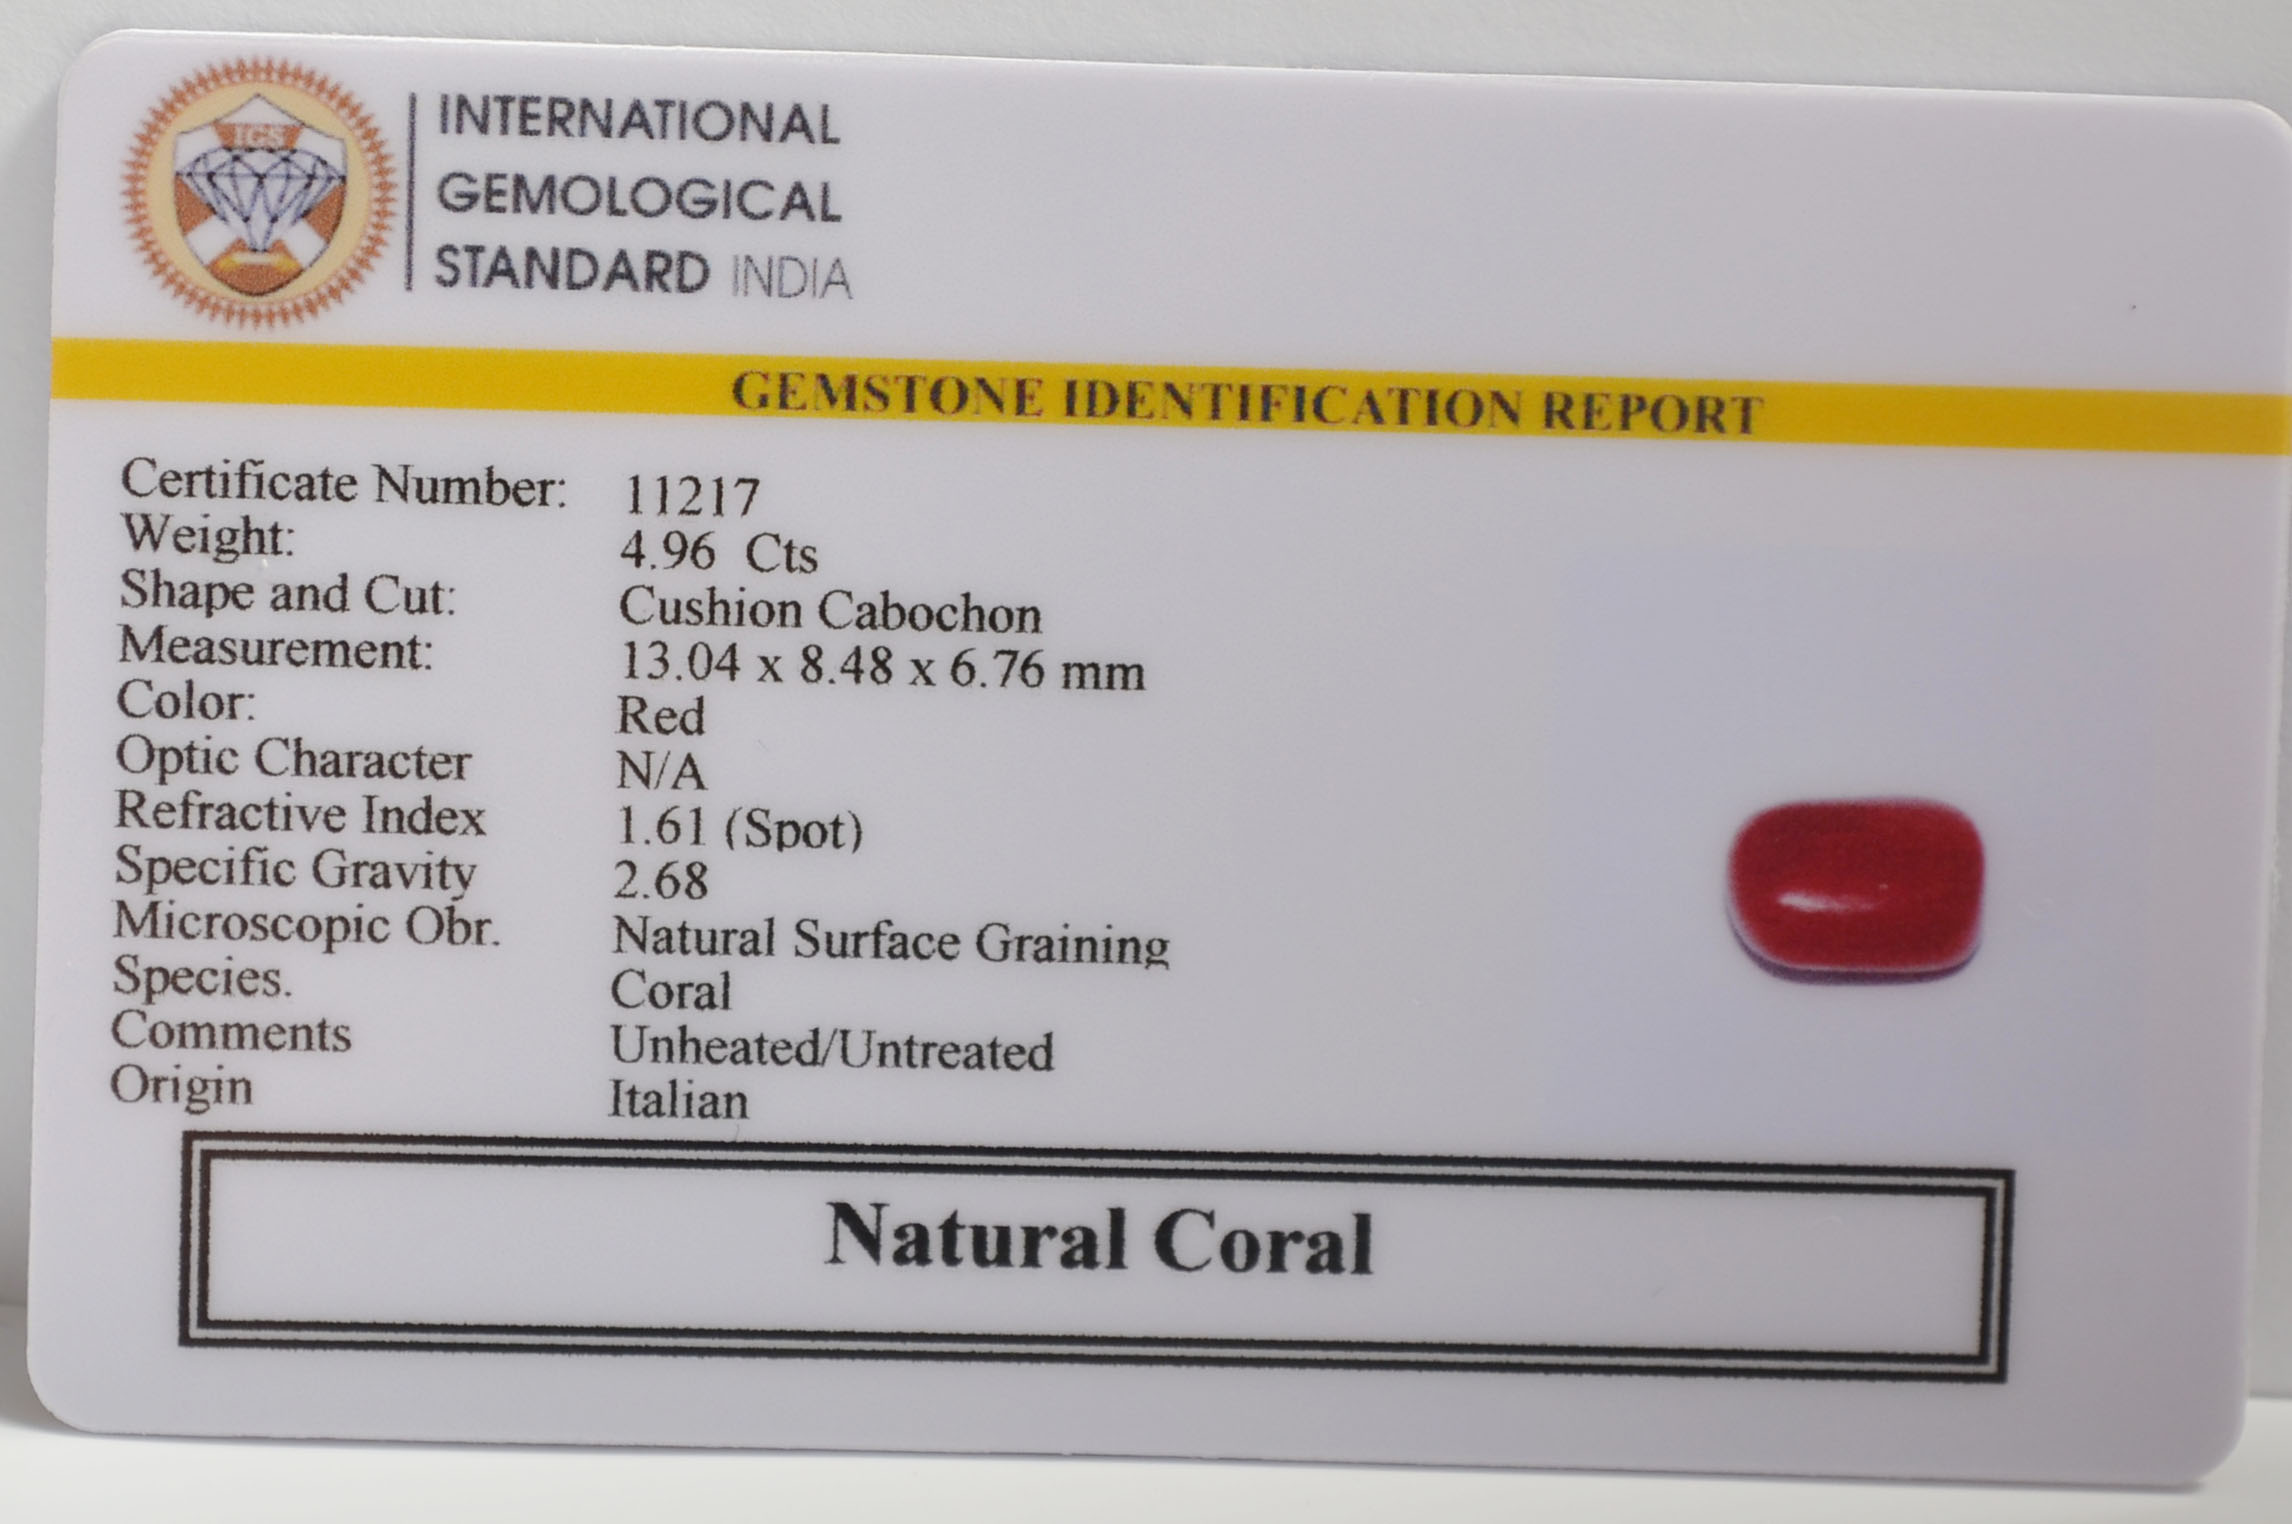 IGS
INTERNATIONAL
GEMOLOGICAL
STANDARD INDIA
GEMSTONE IDENTIFICATION REPORT
Certificate Number: 11217
Weight: 4.96 Cts
Shape and Cut: Cushion Cabochon
Measurement: 13.04 x 8.48 x 6.76 mm
Color: Red
Optic Character N/A
Refractive Index 1.61 (Spot)
Specific Gravity 2.68
Microscopic Obr. Natural Surface Graining
Species. Coral
Comments Unheated/Untreated
Origin Italian
Natural Coral